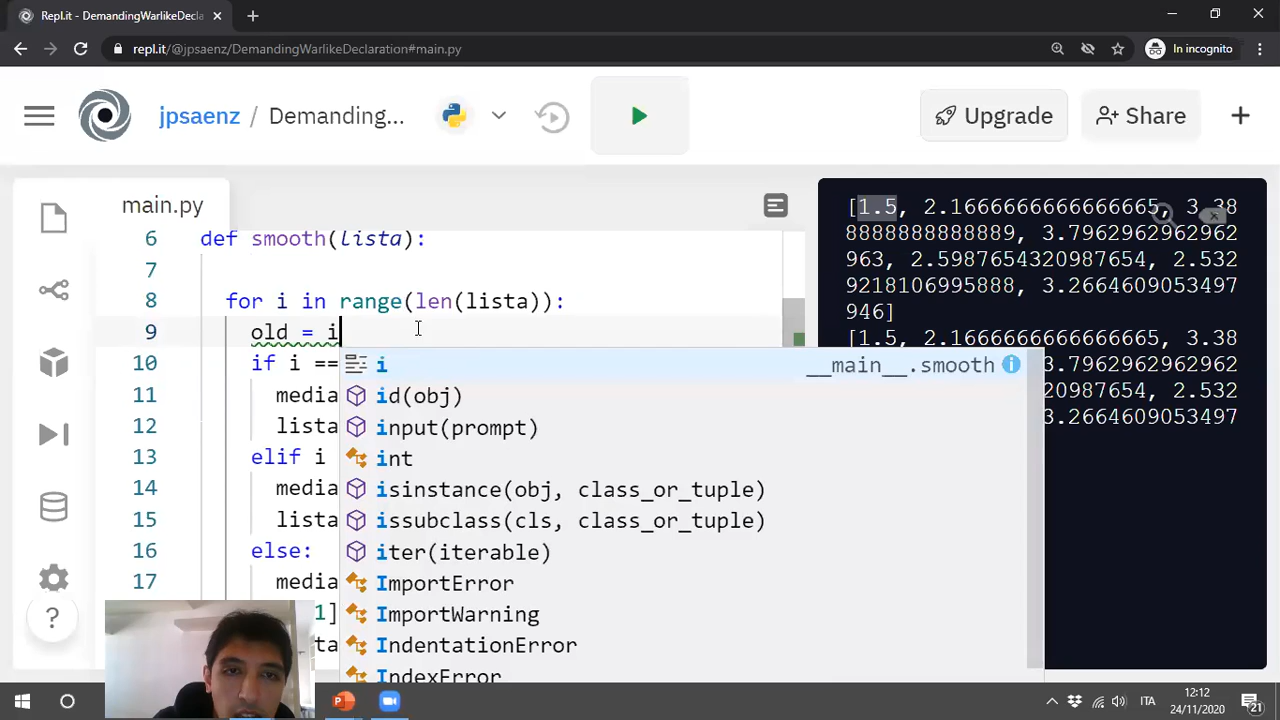 Repl.it - DemandingWarlikeDecla
repl.it/@jpsaenz/DemandingWarlikeDeclaration#main.py
In incognito
jpsaenz / Demanding...
Upgrade
Share
main.py
6 def smooth(lista):
7
8 for i in range(len(lista)):
9 old = i
10 if i ==
11 media
12 lista
13 elif i
14 media
15 lista
16 else:
17 media
1]
ta
i __main__.smooth
id(obj)
input(prompt)
int
isinstance(obj, class_or_tuple)
issubclass(cls, class_or_tuple)
iter(iterable)
ImportError
ImportWarning
IndentationError
IndexError
[1.5, 2.1666666666666665, 3.38
88888888888889, 3.7962962962962
963, 2.5987654320987654, 2.532
9218106995888, 3.2664609053497
946]
[1.5, 2.1666666666666665, 3.38
3.7962962962962
20987654, 2.532
3.2664609053497
?
ITA
12:12
24/11/2020
21